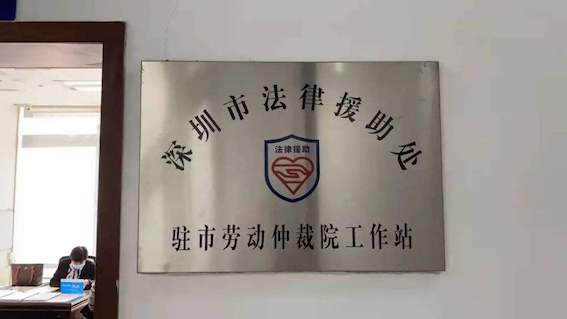 深圳市法律援助处
法律援助
驻市劳动仲裁院工作站